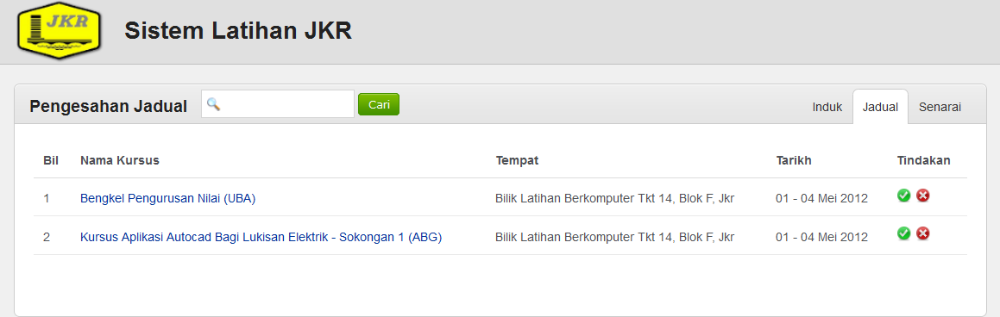 JKR
Sistem Latihan JKR
Pengesahan Jadual Cari Induk Jadual Senarai
Bil Nama Kursus Tempat Tarikh Tindakan
1 Bengkel Pengurusan Nilai (UBA) Bilik Latihan Berkomputer Tkt 14, Blok F, Jkr 01 - 04 Mei 2012
2 Kursus Aplikasi Autocad Bagi Lukisan Elektrik - Sokongan 1 (ABG) Bilik Latihan Berkomputer Tkt 14, Blok F, Jkr 01 - 04 Mei 2012